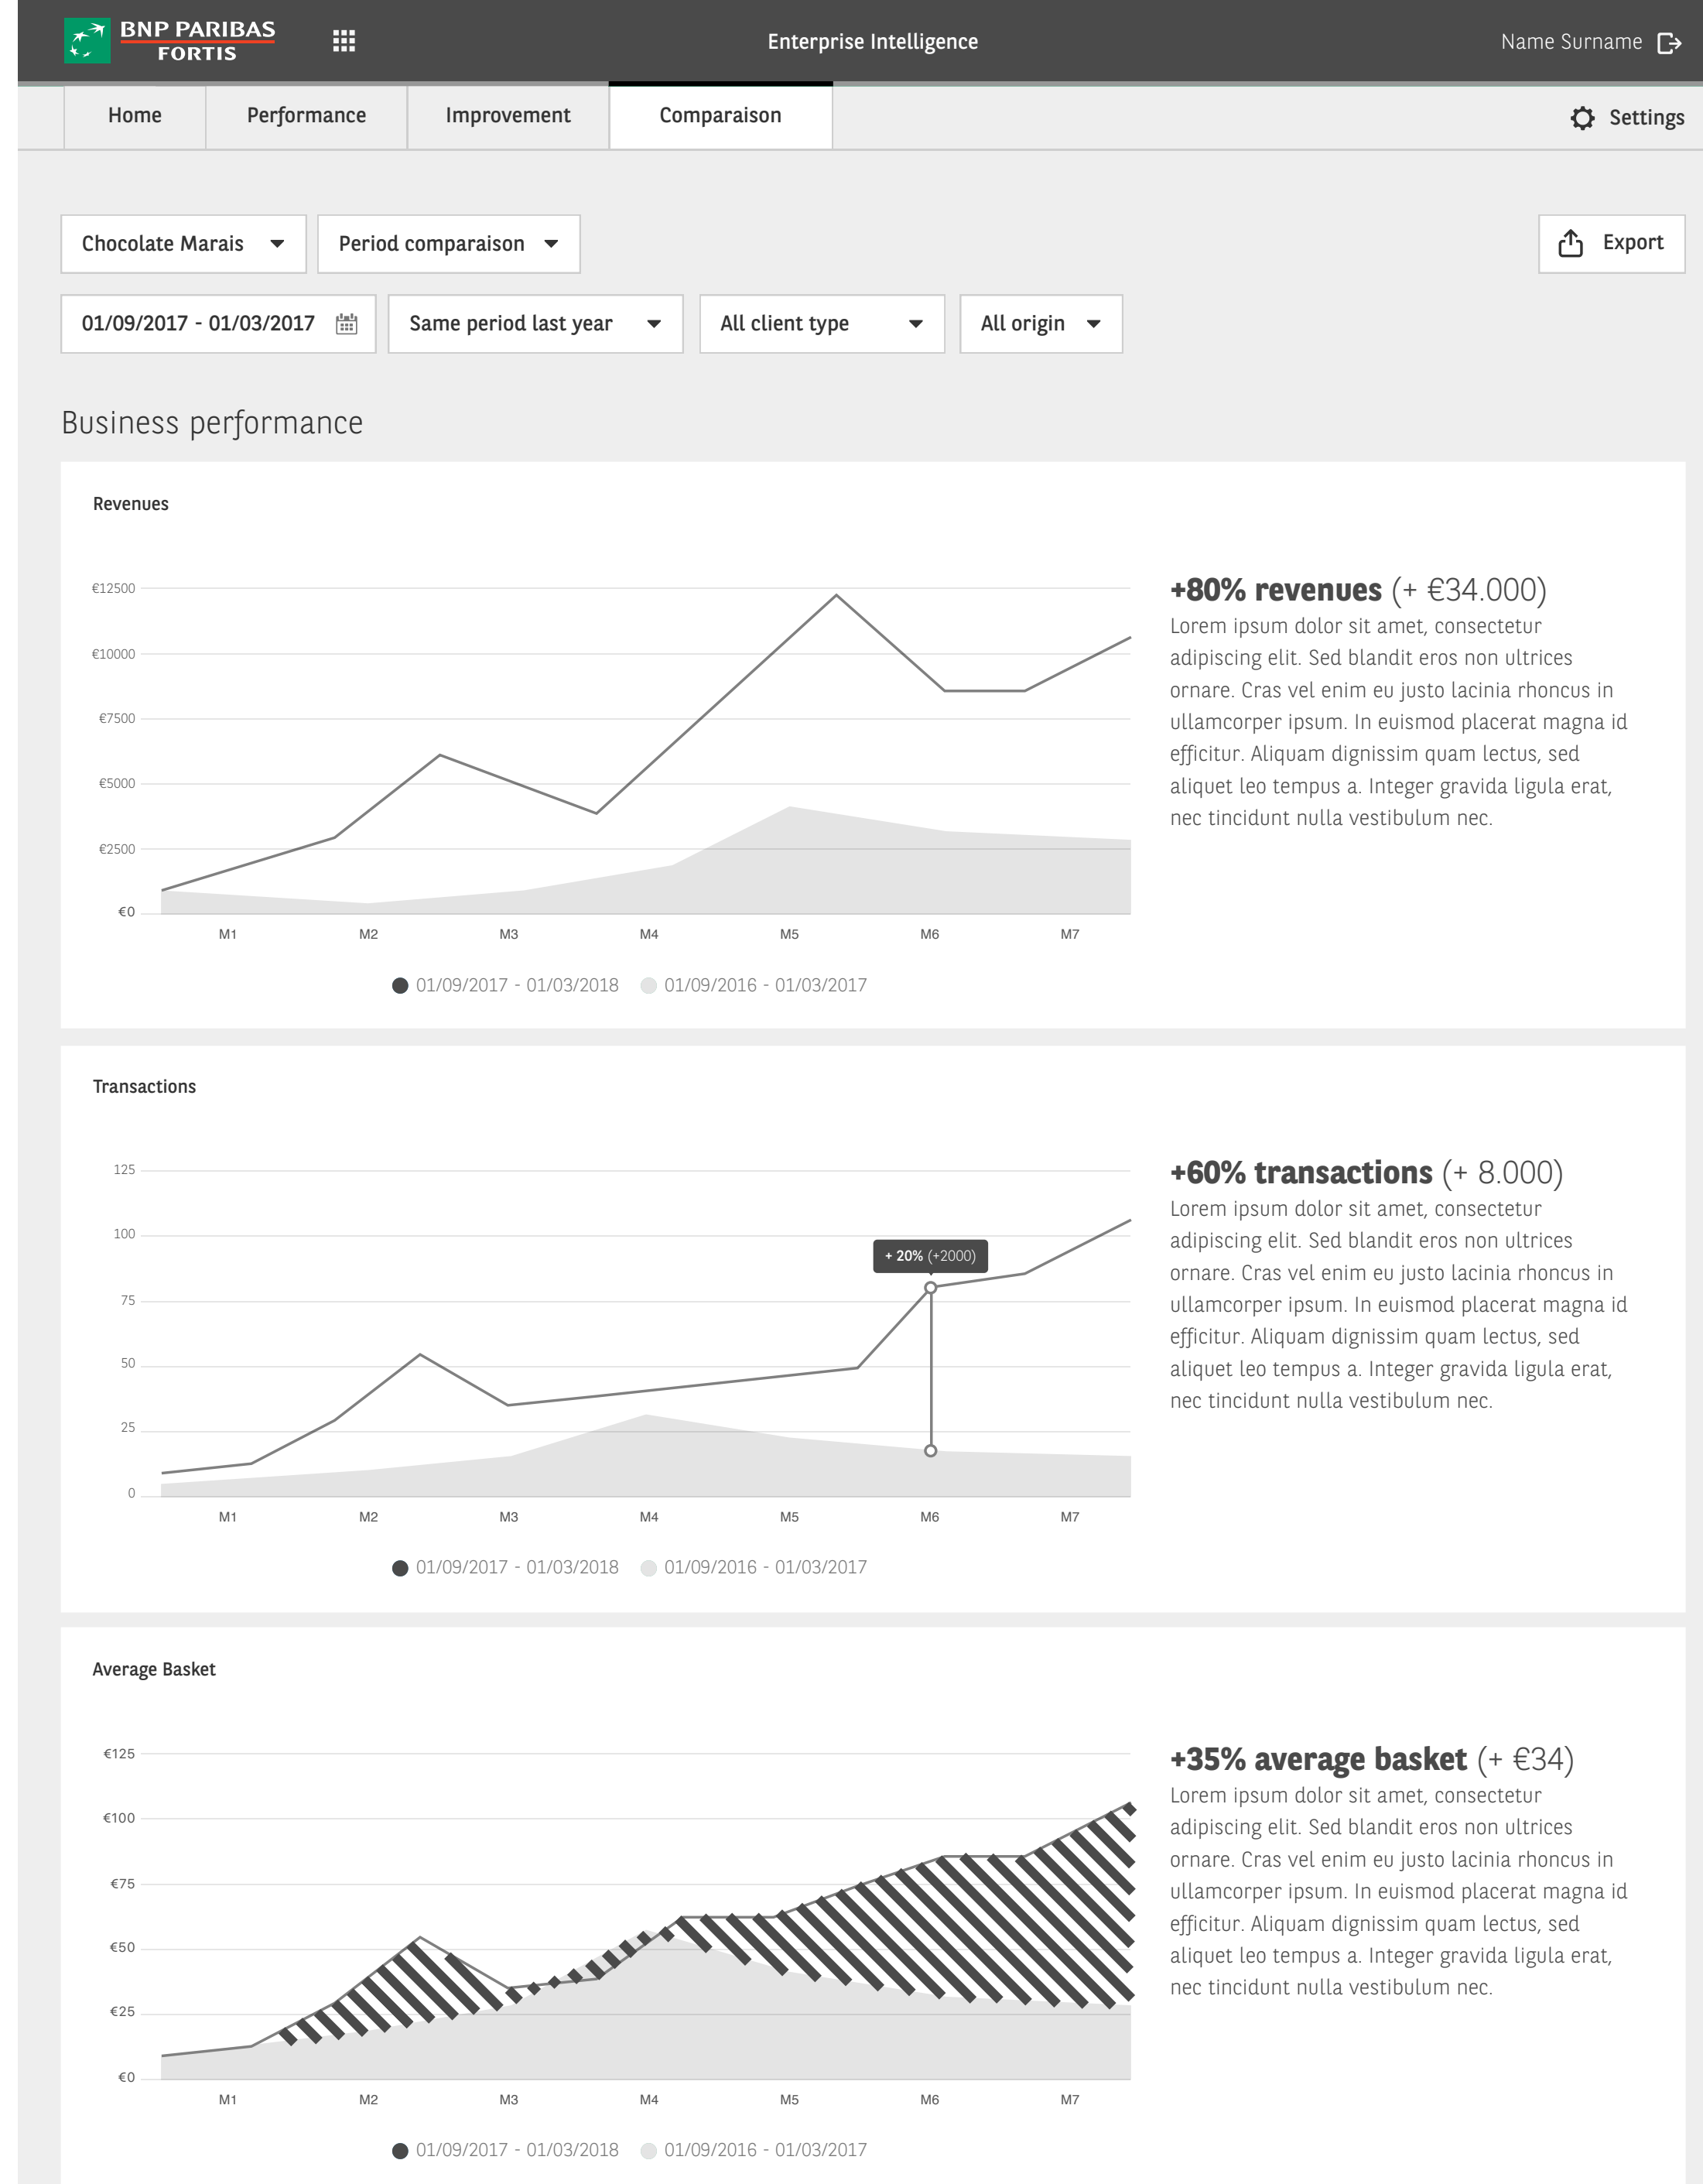 BNP PARIBAS
FORTIS
Enterprise Intelligence
Name Surname
Home
Performance
Improvement
Comparaison
Settings
Chocolate Marais
Period comparaison
Export
01/09/2017 - 01/03/2017
Same period last year
All client type
All origin
Business performance
Revenues
€12500
€10000
€7500
€5000
€2500
€0
M1
M2
M3
M4
M5
M6
M7
01/09/2017 - 01/03/2018
01/09/2016 - 01/03/2017
+80% revenues (+ €34.000)
Lorem ipsum dolor sit amet, consectetur
adipiscing elit. Sed blandit eros non ultrices
ornare. Cras vel enim eu justo lacinia rhoncus in
ullamcorper ipsum. In euismod placerat magna id
efficitur. Aliquam dignissim quam lectus, sed
aliquet leo tempus a. Integer gravida ligula erat,
nec tincidunt nulla vestibulum nec.
Transactions
125
100
75
50
25
0
+ 20% (+2000)
M1
M2
M3
M4
M5
M6
M7
01/09/2017 - 01/03/2018
01/09/2016 - 01/03/2017
+60% transactions (+ 8.000)
Lorem ipsum dolor sit amet, consectetur
adipiscing elit. Sed blandit eros non ultrices
ornare. Cras vel enim eu justo lacinia rhoncus in
ullamcorper ipsum. In euismod placerat magna id
efficitur. Aliquam dignissim quam lectus, sed
aliquet leo tempus a. Integer gravida ligula erat,
nec tincidunt nulla vestibulum nec.
Average Basket
€125
€100
€75
€50
€25
€0
M1
M2
M3
M4
M5
M6
M7
01/09/2017 - 01/03/2018
01/09/2016 - 01/03/2017
+35% average basket (+ €34)
Lorem ipsum dolor sit amet, consectetur
adipiscing elit. Sed blandit eros non ultrices
ornare. Cras vel enim eu justo lacinia rhoncus in
ullamcorper ipsum. In euismod placerat magna id
efficitur. Aliquam dignissim quam lectus, sed
aliquet leo tempus a. Integer gravida ligula erat,
nec tincidunt nulla vestibulum nec.